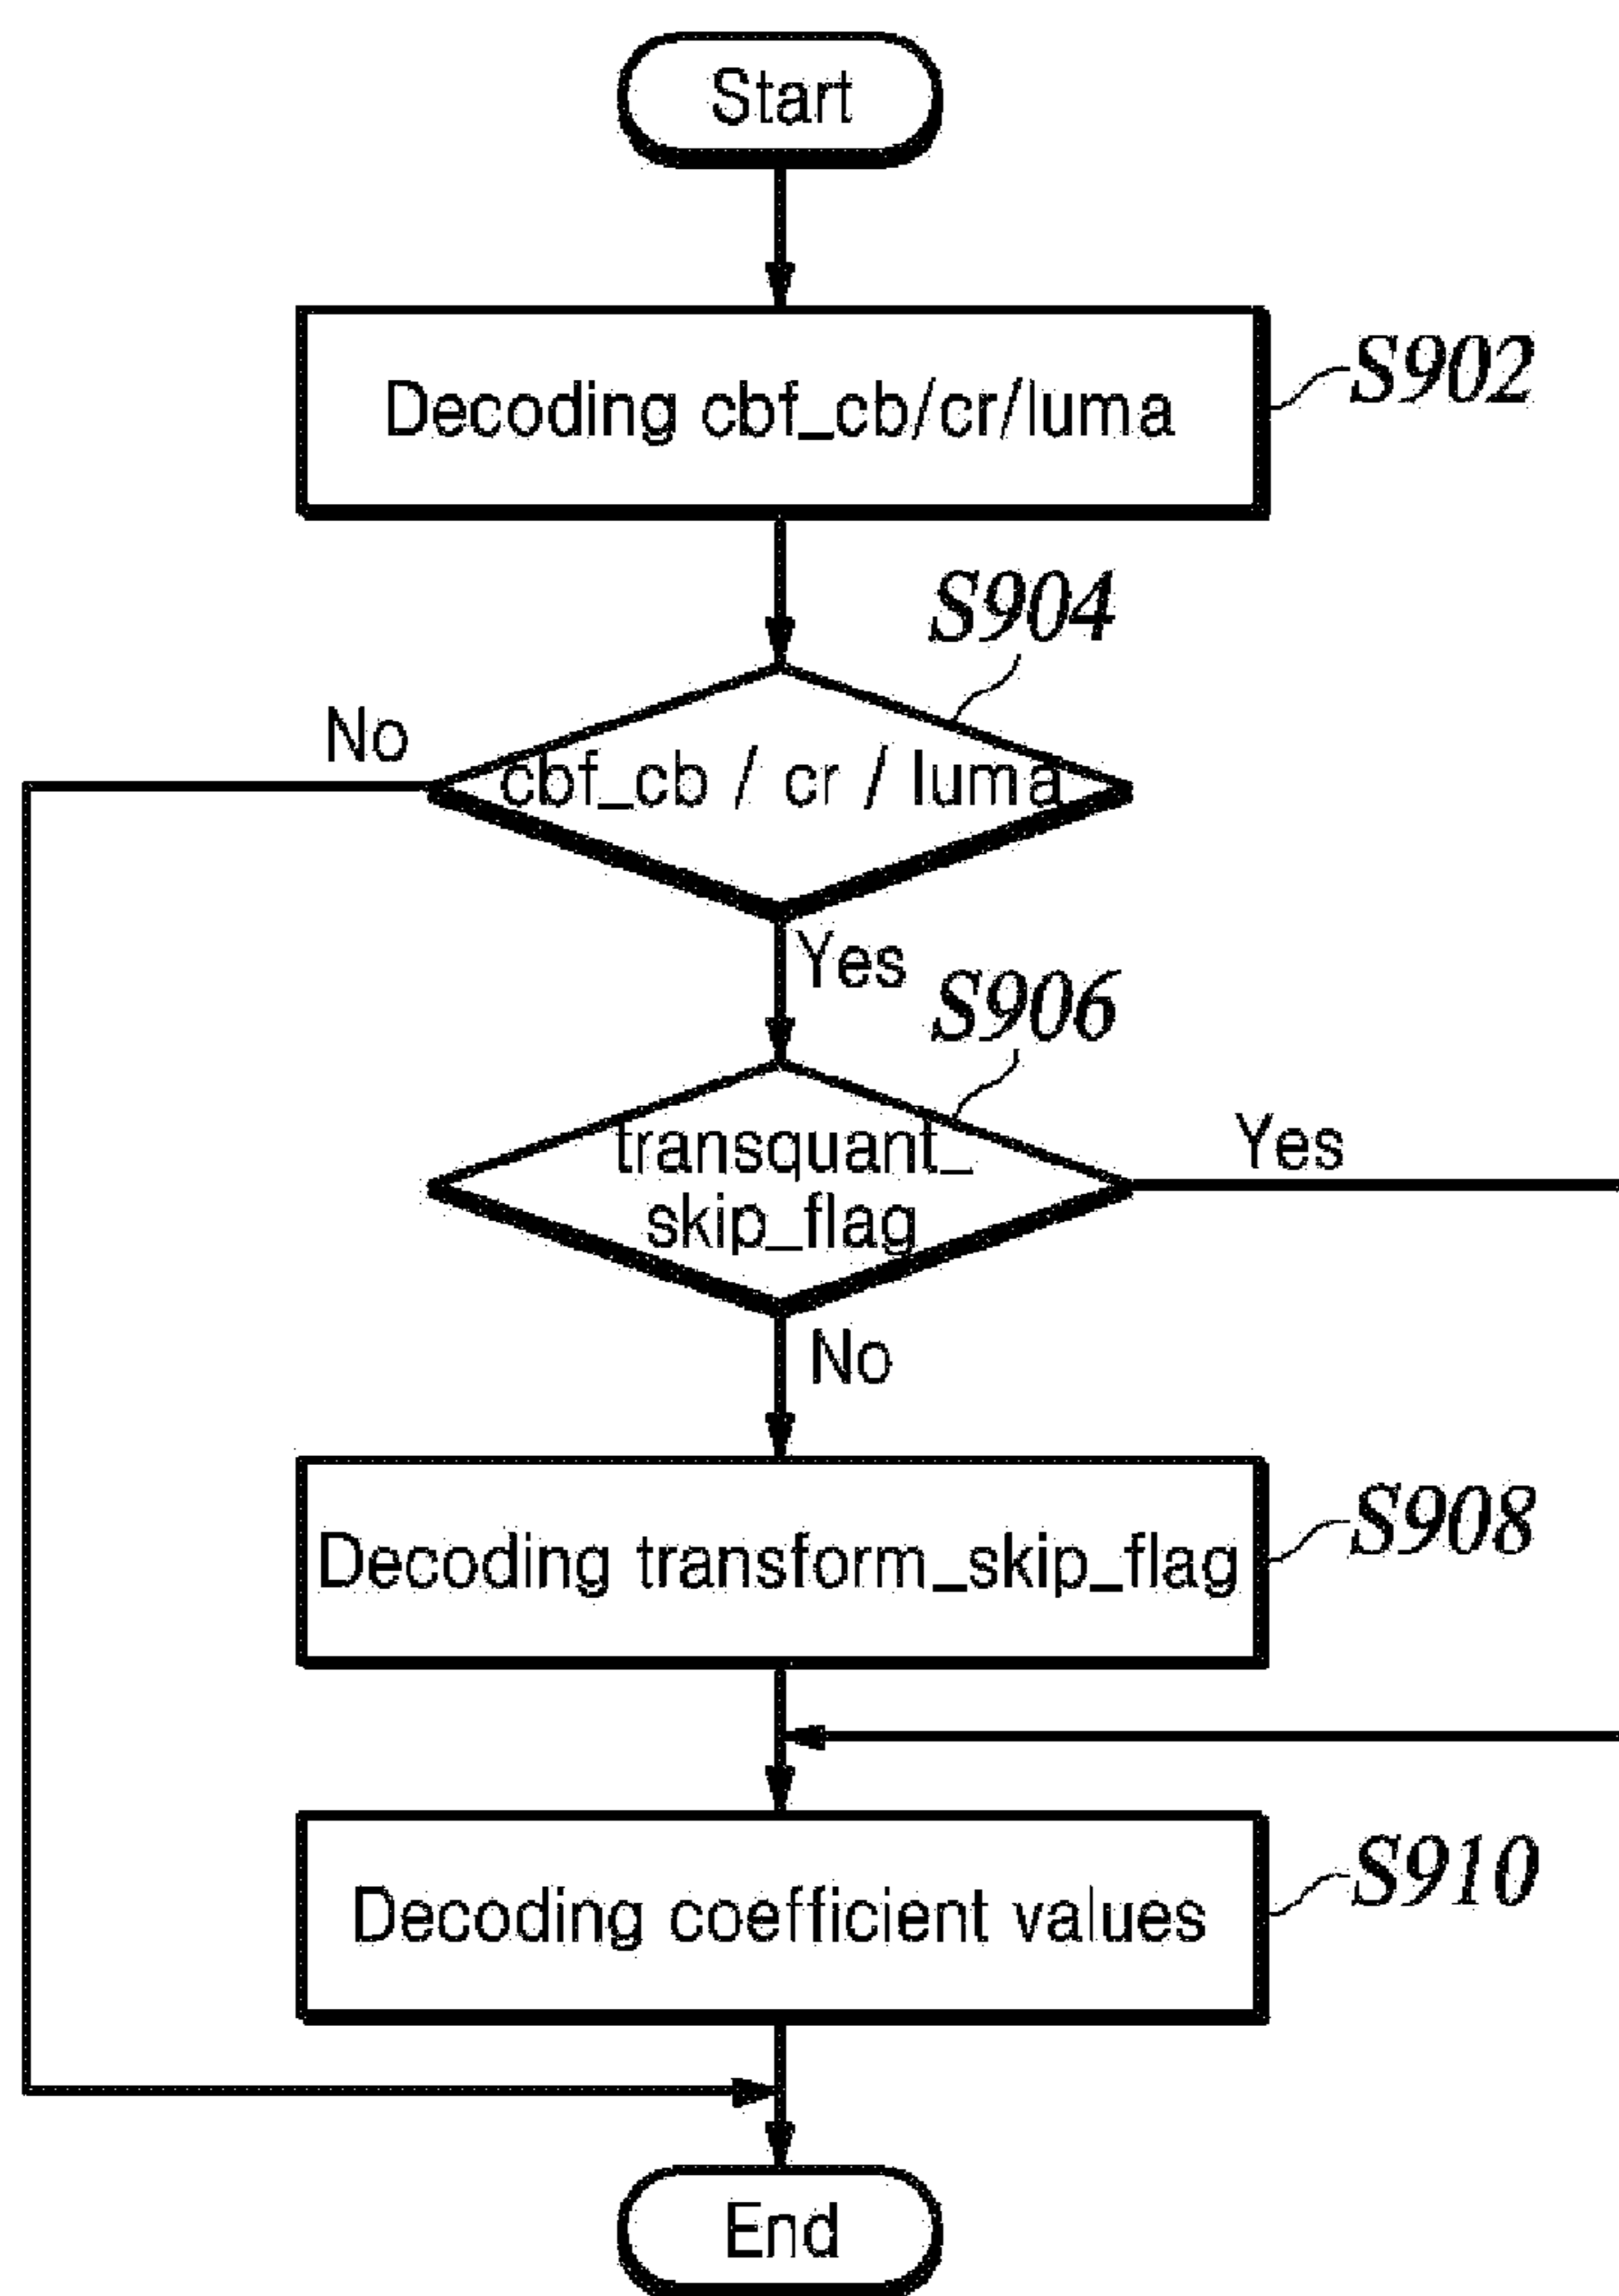 Start
Decoding cbf_cb/cr/luma
S902
S904
No
cbf_cb / cr / luma
Yes
S906
transquant_
skip_flag
Yes
No
Decoding transform_skip_flag
S908
Decoding coefficient values
S910
End